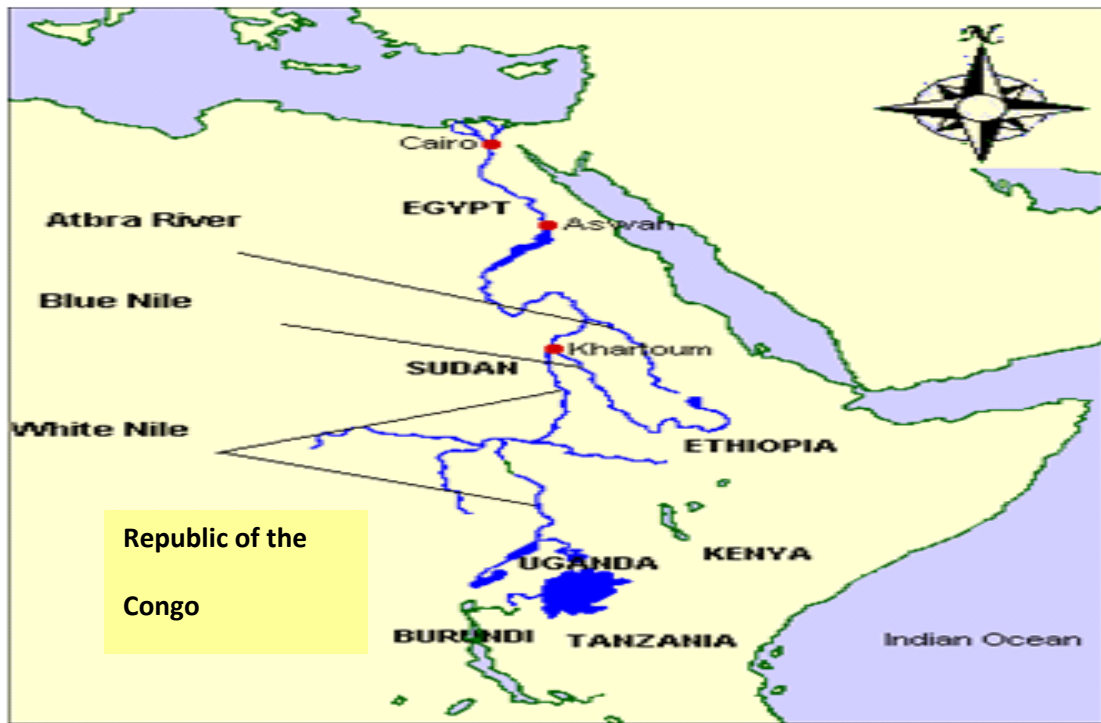 N
Cairo
EGYPT
Aswan
Atbra River
Blue Nile
Khartoum
SUDAN
White Nile
ETHIOPIA
Republic of the
Congo
KENYA
UGANDA
BURUNDI
TANZANIA
Indian Ocean